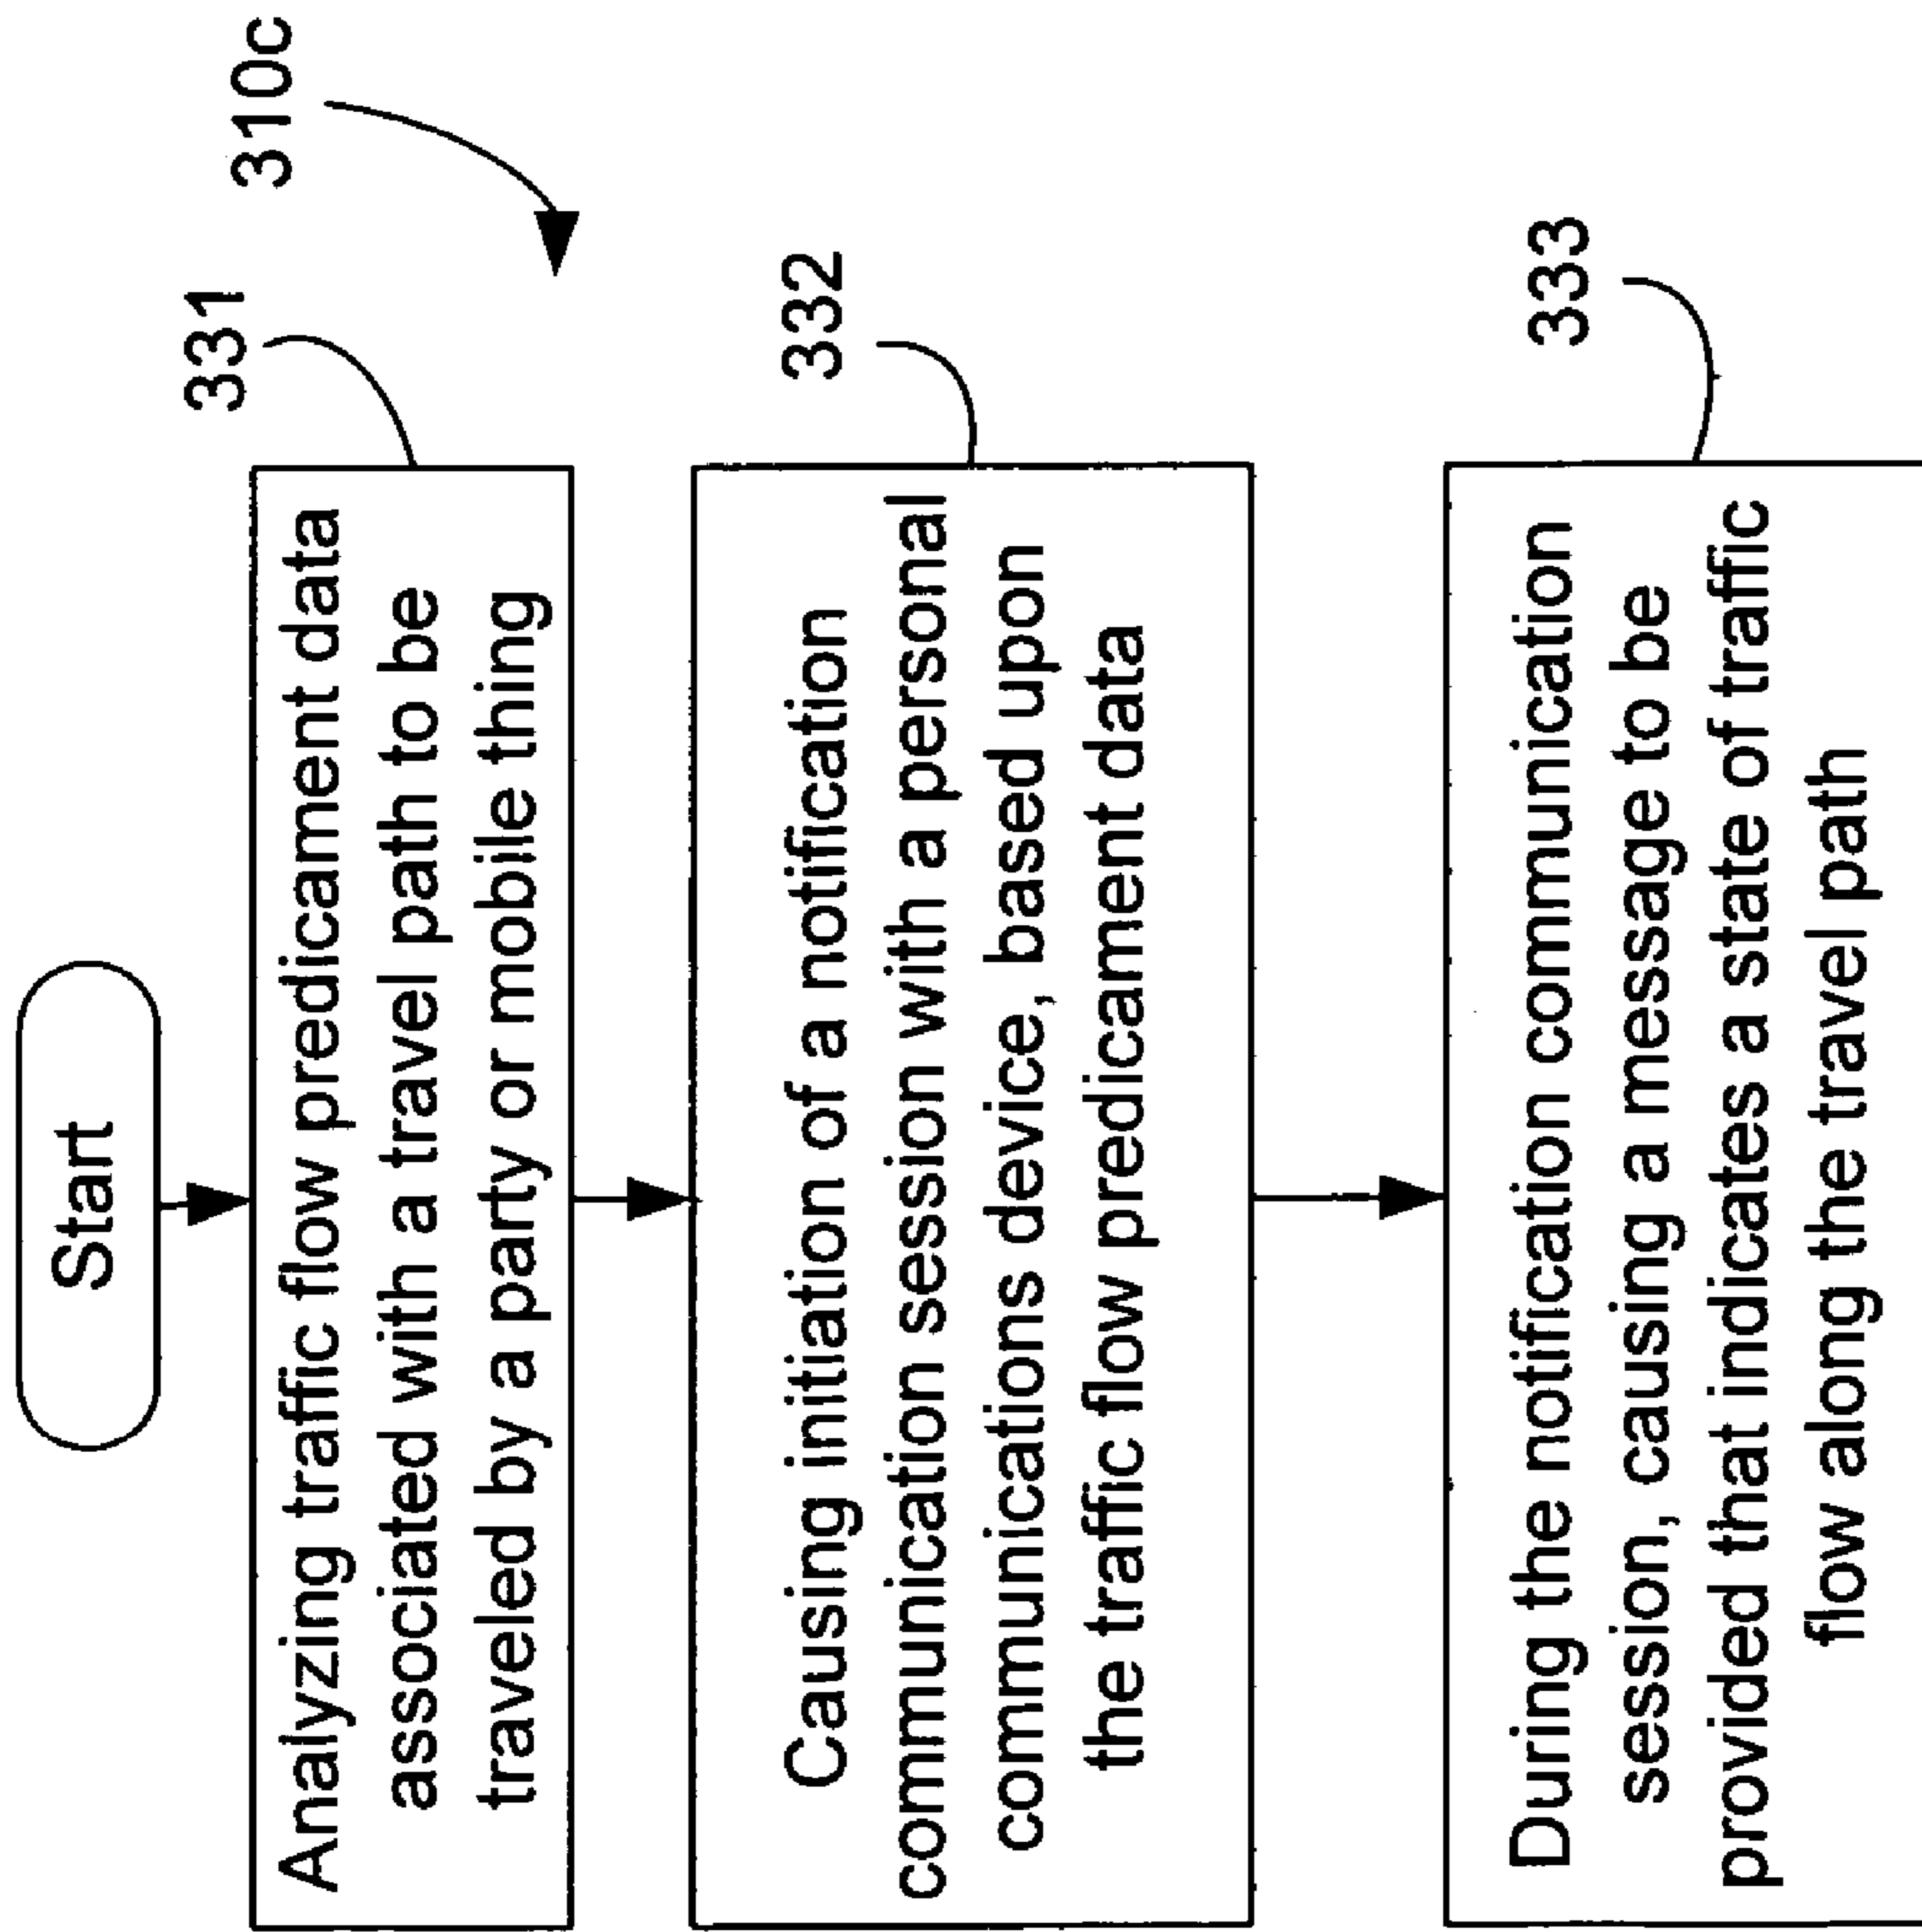 Start
310c
331
Analyzing traffic flow predicament data
associated with a travel path to be
traveled by a party or mobile thing
332
Causing initiation of a notification
communication session with a personal
communications device, based upon
the traffic flow predicament data
333
During the notification communication
session, causing a message to be
provided that indicates a state of traffic
flow along the travel path